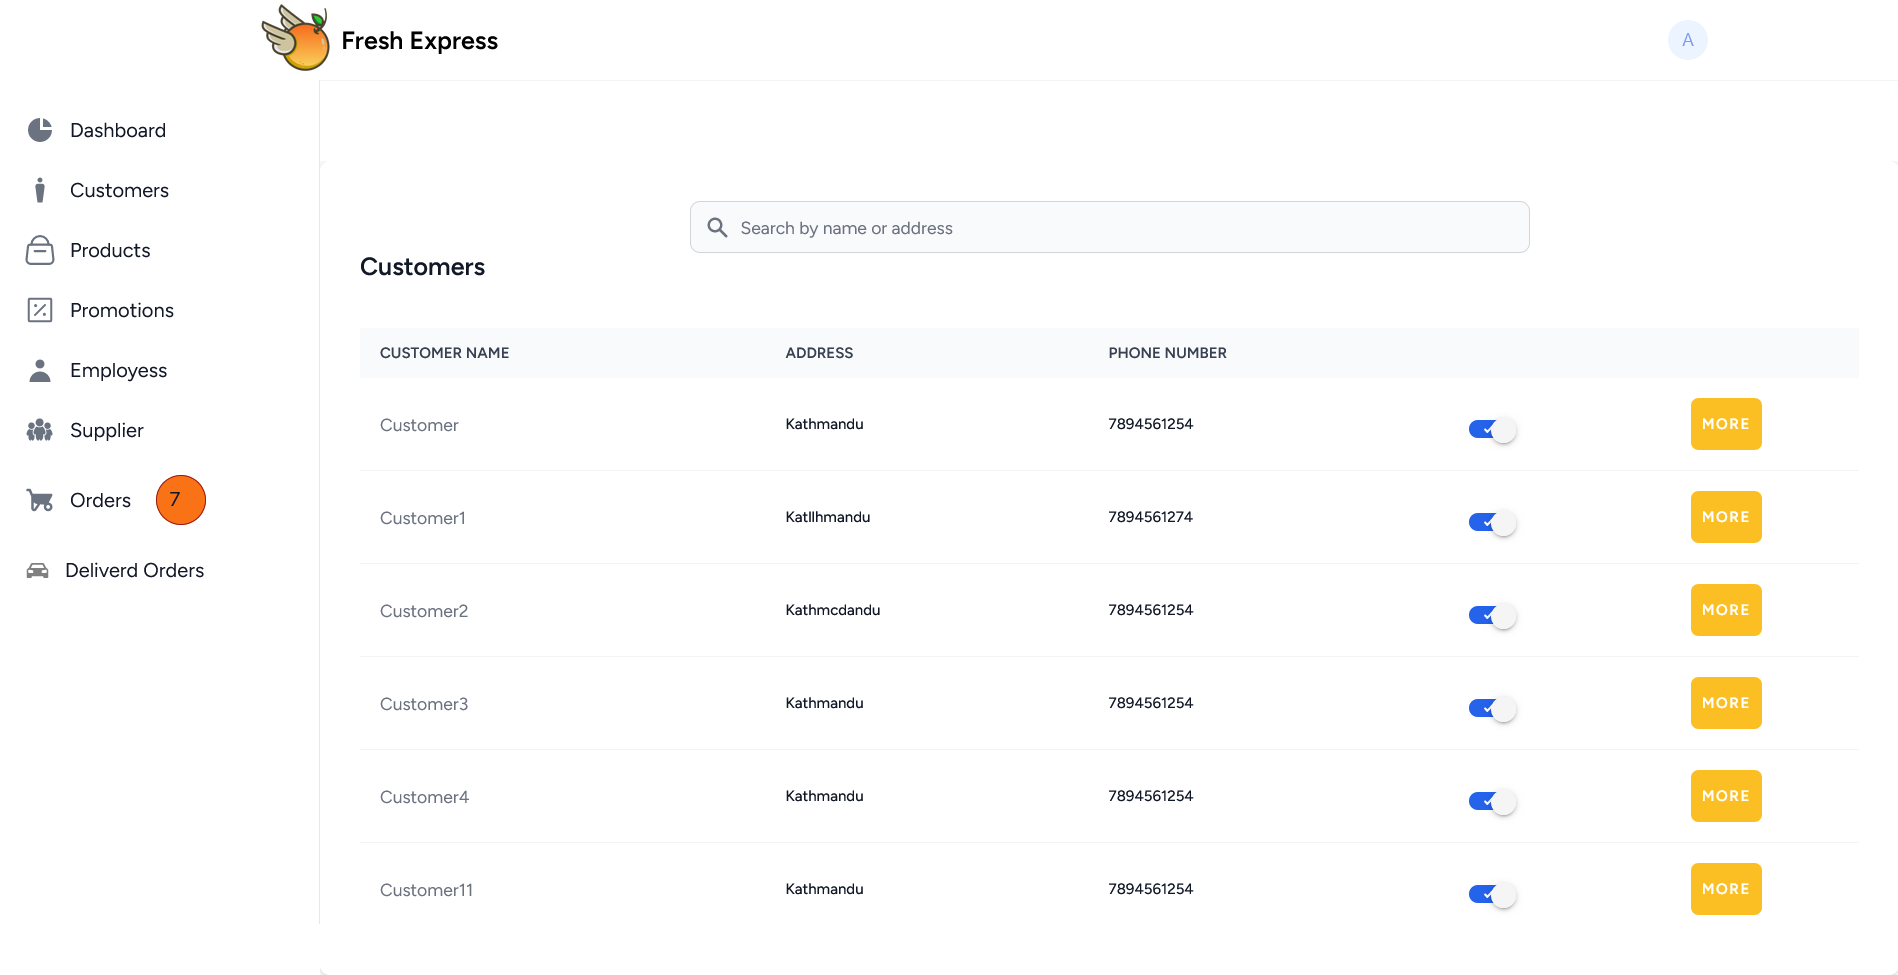 Fresh Express
A
Dashboard
Customers
Products
Promotions
Employess
Supplier
Orders 7
Deliverd Orders
Search by name or address
Customers
CUSTOMER NAME ADDRESS PHONE NUMBER
Customer Kathmandu 7894561254 MORE
Customer1 Katllhmandu 7894561274 MORE
Customer2 Kathmcdandu 7894561254 MORE
Customer3 Kathmandu 7894561254 MORE
Customer4 Kathmandu 7894561254 MORE
Customer11 Kathmandu 7894561254 MORE